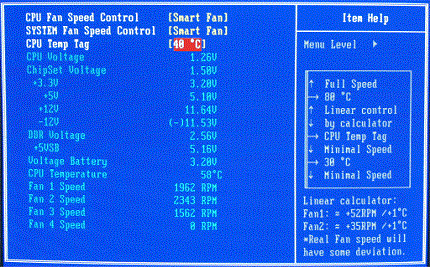 CPU Fan Speed Control [Smart Fan]
SYSTEM Fan Speed Control [Smart Fan]
CPU Temp Tag [40 °C]
CPU Voltage 1.26V
ChipSet Voltage 1.50V
+3.3V 3.20V
+5V 5.10V
+12V 11.64V
-12V (-)11.53V
DDR Voltage 2.56V
+5VSB 5.16V
Voltage Battery 3.20V
CPU Temperature 50°C
Fan 1 Speed 1962 RPM
Fan 2 Speed 2343 RPM
Fan 3 Speed 1562 RPM
Fan 4 Speed 0 RPM
Item Help
Menu Level ▶
↑ Full Speed
→ 80 °C
↑ Linear control
↓ by calculator
→ CPU Temp Tag
↓ Minimal Speed
→ 30 °C
↓ Minimal Speed
Linear calculator:
Fan1: = +52RPM /+1°C
Fan2: = +35RPM /+1°C
*Real Fan speed will
have some deviation.